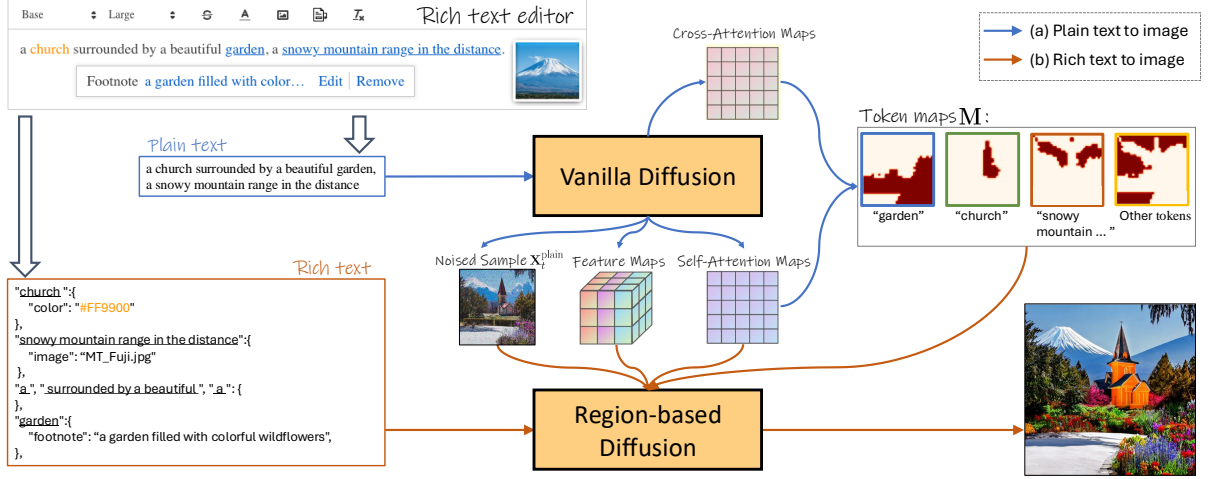 Base Large Rich text editor
a church surrounded by a beautiful garden, a snowy mountain range in the distance.
Footnote a garden filled with color... Edit Remove
Plain text
a church surrounded by a beautiful garden,
a snowy mountain range in the distance
Rich text
"church ":{
"color": "#FF9900"
},
"snowy mountain range in the distance":{
"image": “MT_Fuji.jpg"
},
"a ", " surrounded by a beautiful ", " a ": {
},
"garden":{
"footnote": “a garden filled with colorful wildflowers”,
},
Cross-Attention Maps
Vanilla Diffusion
Noised Sample X_t^plain
Feature Maps
Self-Attention Maps
Region-based
Diffusion
(a) Plain text to image
(b) Rich text to image
Token maps M:
“garden”
“church”
“snowy
mountain ... ”
Other tokens